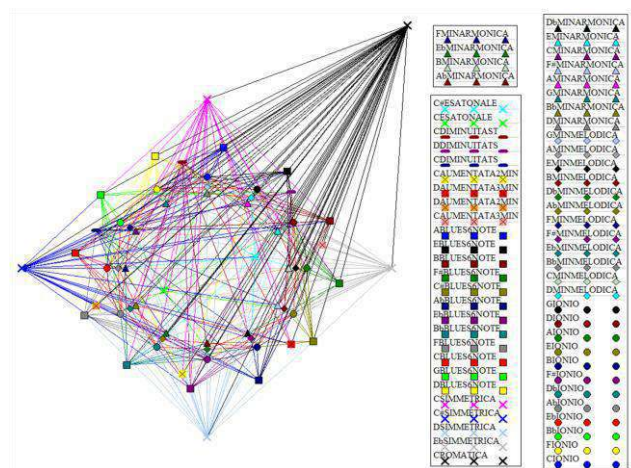 FMINARMONICA
EbMINARMONICA
BMINARMONICA
AbMINARMONICA
C#ESATONALE
CESATONALE
CDIMINUITAST
DDIMINUITATS
CDIMINUITATS
CAUMENTATA2MIN
DAUMENTATA3MIN
DAUMENTATA2MIN
CAUMENTATA3MIN
ABLUES6NOTE
EBLUES6NOTE
BBLUES6NOTE
F#BLUES6NOTE
C#BLUES6NOTE
AbBLUES6NOTE
EbBLUES6NOTE
BbBLUES6NOTE
FBLUES6NOTE
CBLUES6NOTE
GBLUES6NOTE
DBLUES6NOTE
CSIMMETRICA
C#SIMMETRICA
DSIMMETRICA
EbSIMMETRICA
CROMATICA
DbMINARMONICA
EMINARMONICA
CMINARMONICA
F#MINARMONICA
AMINARMONICA
GMINARMONICA
BbMINARMONICA
DMINARMONICA
GMINMELODICA
AMINMELODICA
EMINMELODICA
BMINMELODICA
DbMINMELODICA
AbMINMELODICA
FMINMELODICA
F#MINMELODICA
EbMINMELODICA
BbMINMELODICA
CMINMELODICA
DMINMELODICA
GIONIO
DIONIO
AIONIO
EIONIO
BIONIO
F#IONIO
DbIONIO
AbIONIO
EbIONIO
BbIONIO
FIONIO
CIONIO